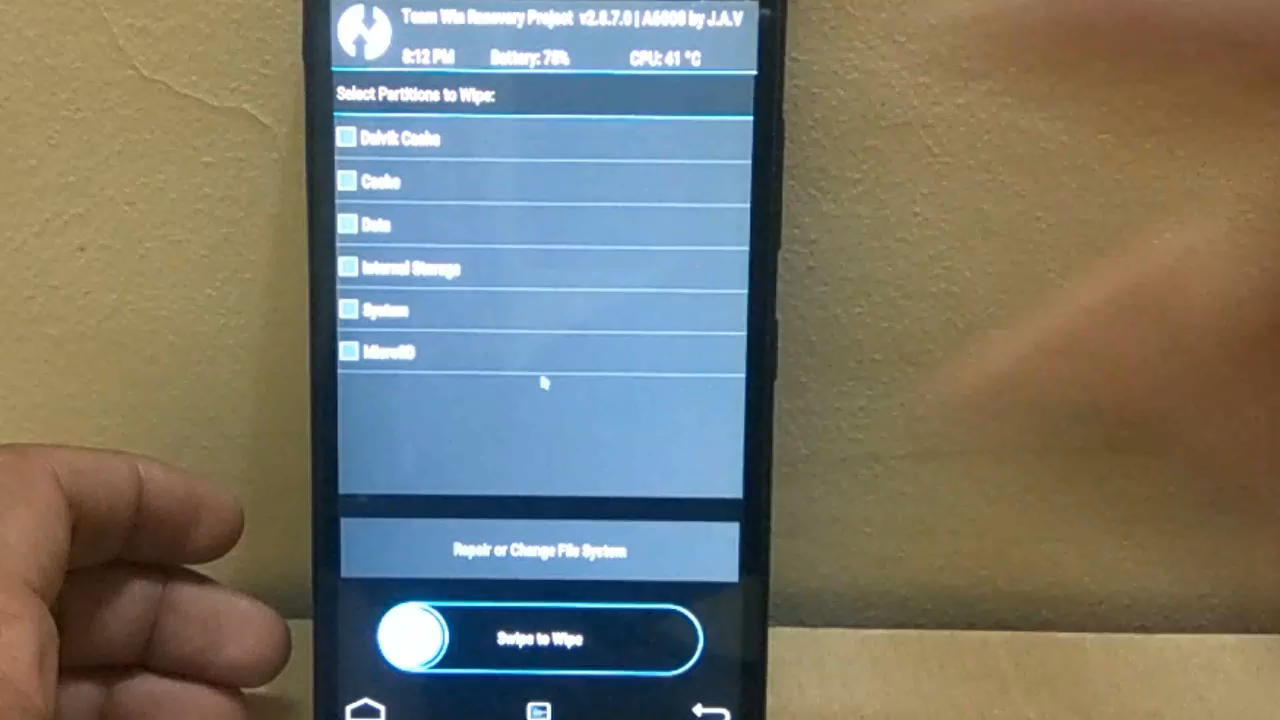 Team Win Recovery Project v2.8.7.0 | A6000 by J.A.V
8:12 PM Battery: 78% CPU: 41 °C
Select Partitions to Wipe:
Dalvik Cache
Cache
Data
Internal Storage
System
MicroSD
Repair or Change File System
Swipe to Wipe